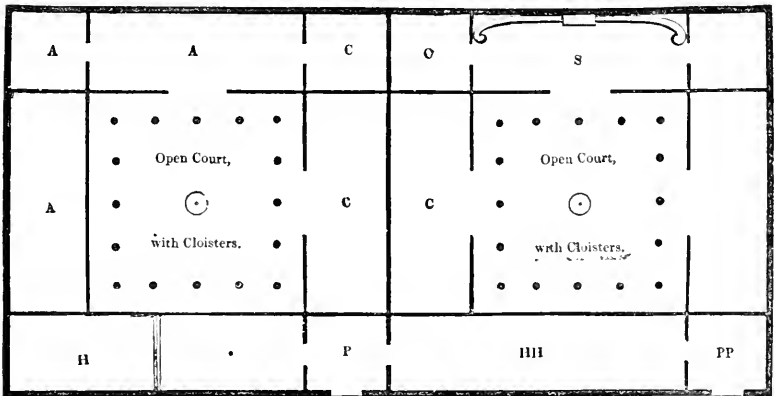 A A C O S
Open Court, Open Court,
A C C
with Cloisters. with Cloisters.
H P HH PP